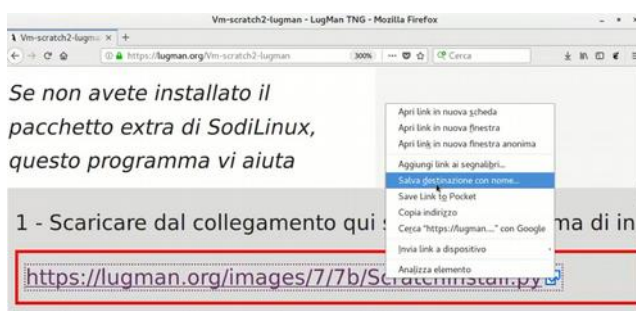 Vm-scratch2-lugman - LugMan TNG - Mozilla Firefox
Vm-scratch2-lugma
https://lugman.org/Vm-scratch2-lugman
300%
Cerca
Se non avete installato il
pacchetto extra di SodiLinux,
questo programma vi aiuta
Apri link in nuova scheda
Apri link in nuova finestra
Apri link in nuova finestra anonima
Aggiungi link ai segnalibri...
Salva destinazione con nome...
Save Link to Pocket
Copia indirizzo
Cerca "https://lugman...." con Google
Invia link a dispositivo
Analizza elemento
1 - Scaricare dal collegamento qui s ma di in
https://lugman.org/images/7/7b/ScratchInstall.py